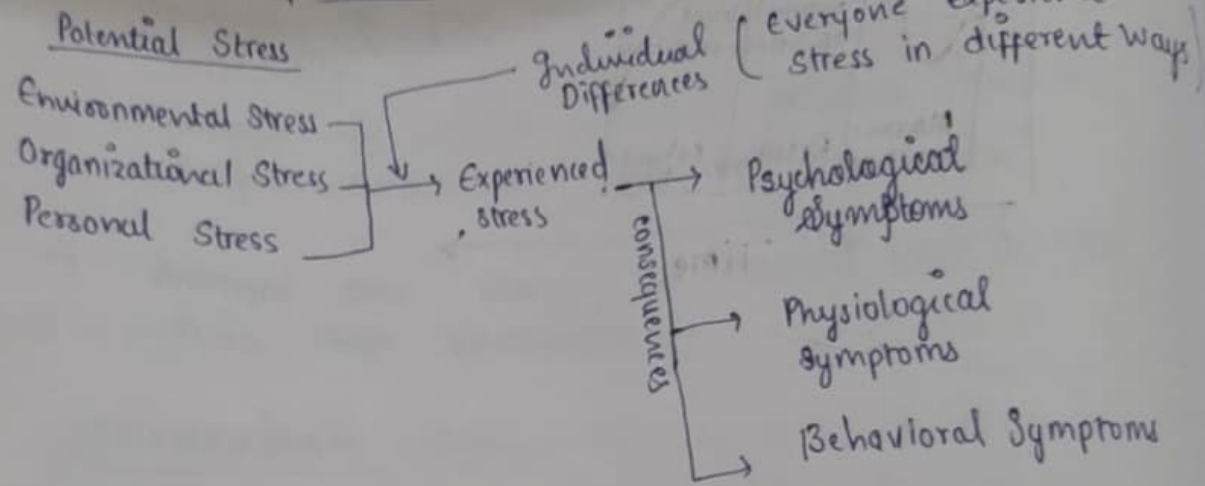 Potential Stress
Individual
Differences
(everyone
stress in different ways)
Environmental Stress
Organizational Stress
Personal Stress
Experienced
stress
consequences
Psychological
Symptoms
Physiological
symptoms
Behavioral Symptoms